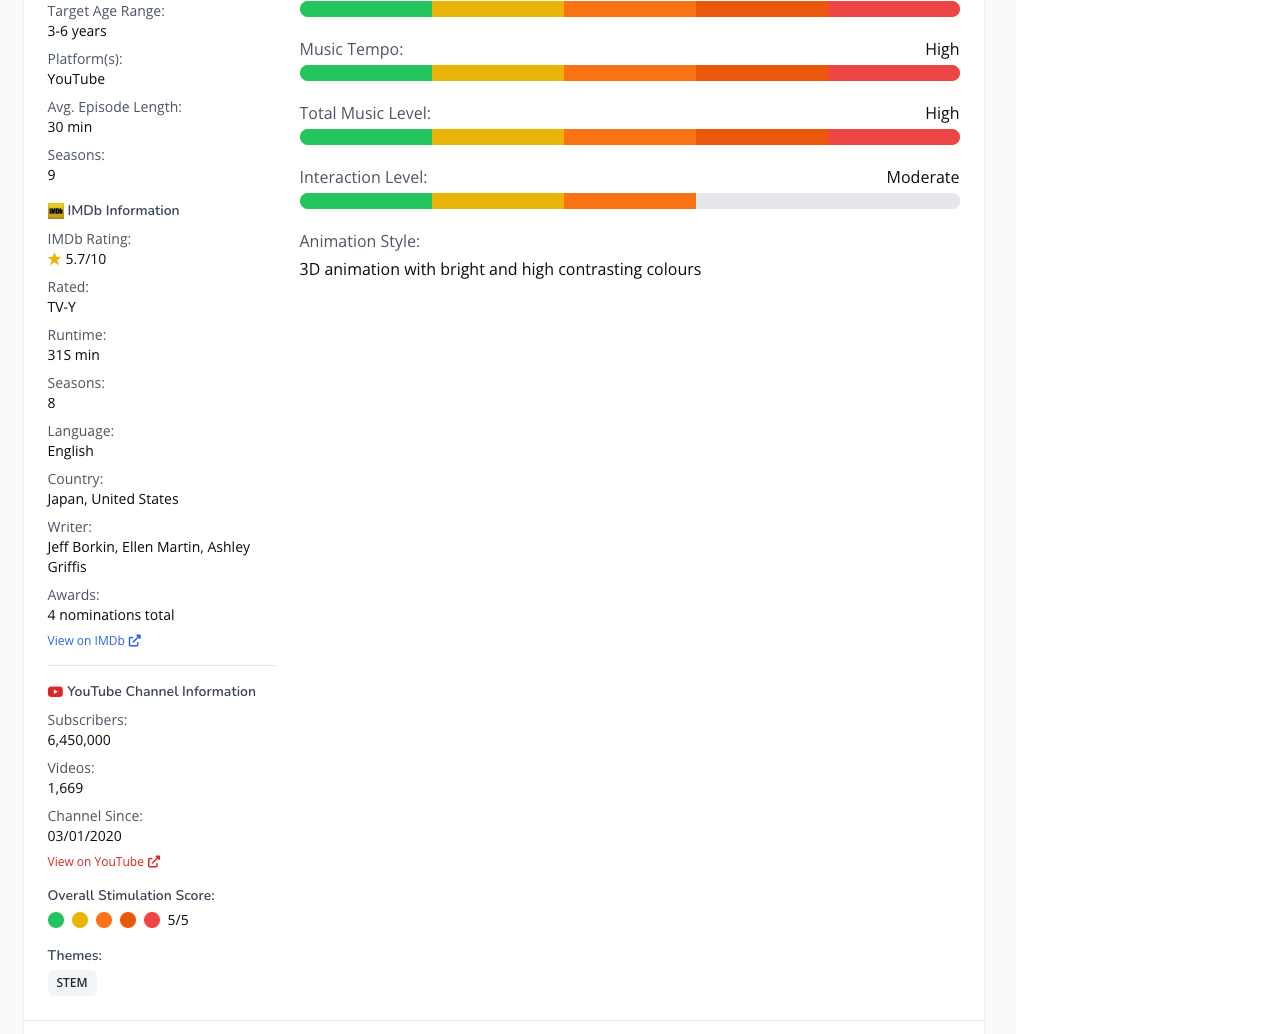 Target Age Range:
3-6 years
Platform(s):
YouTube
Avg. Episode Length:
30 min
Seasons:
9
IMDb IMDb Information
IMDb Rating:
5.7/10
Rated:
TV-Y
Runtime:
31S min
Seasons:
8
Language:
English
Country:
Japan, United States
Writer:
Jeff Borkin, Ellen Martin, Ashley
Griffis
Awards:
4 nominations total
View on IMDb
YouTube Channel Information
Subscribers:
6,450,000
Videos:
1,669
Channel Since:
03/01/2020
View on YouTube
Overall Stimulation Score:
5/5
Themes:
STEM
Music Tempo: High
Total Music Level: High
Interaction Level: Moderate
Animation Style:
3D animation with bright and high contrasting colours